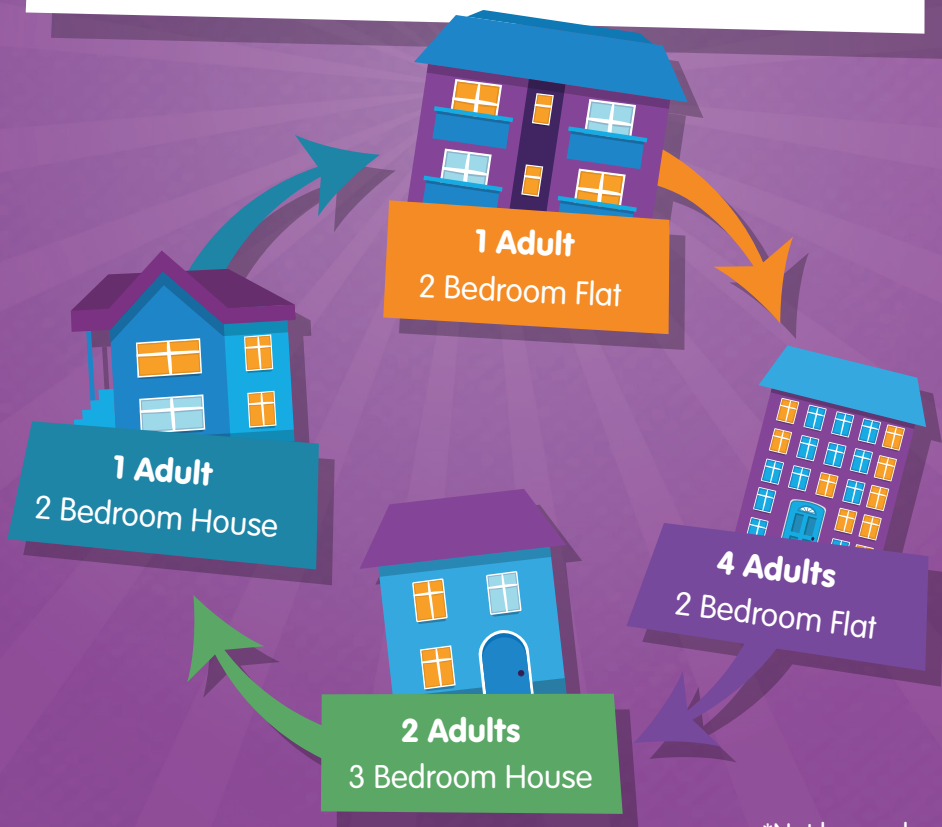 1 Adult
2 Bedroom Flat
1 Adult
2 Bedroom House
4 Adults
2 Bedroom Flat
2 Adults
3 Bedroom House